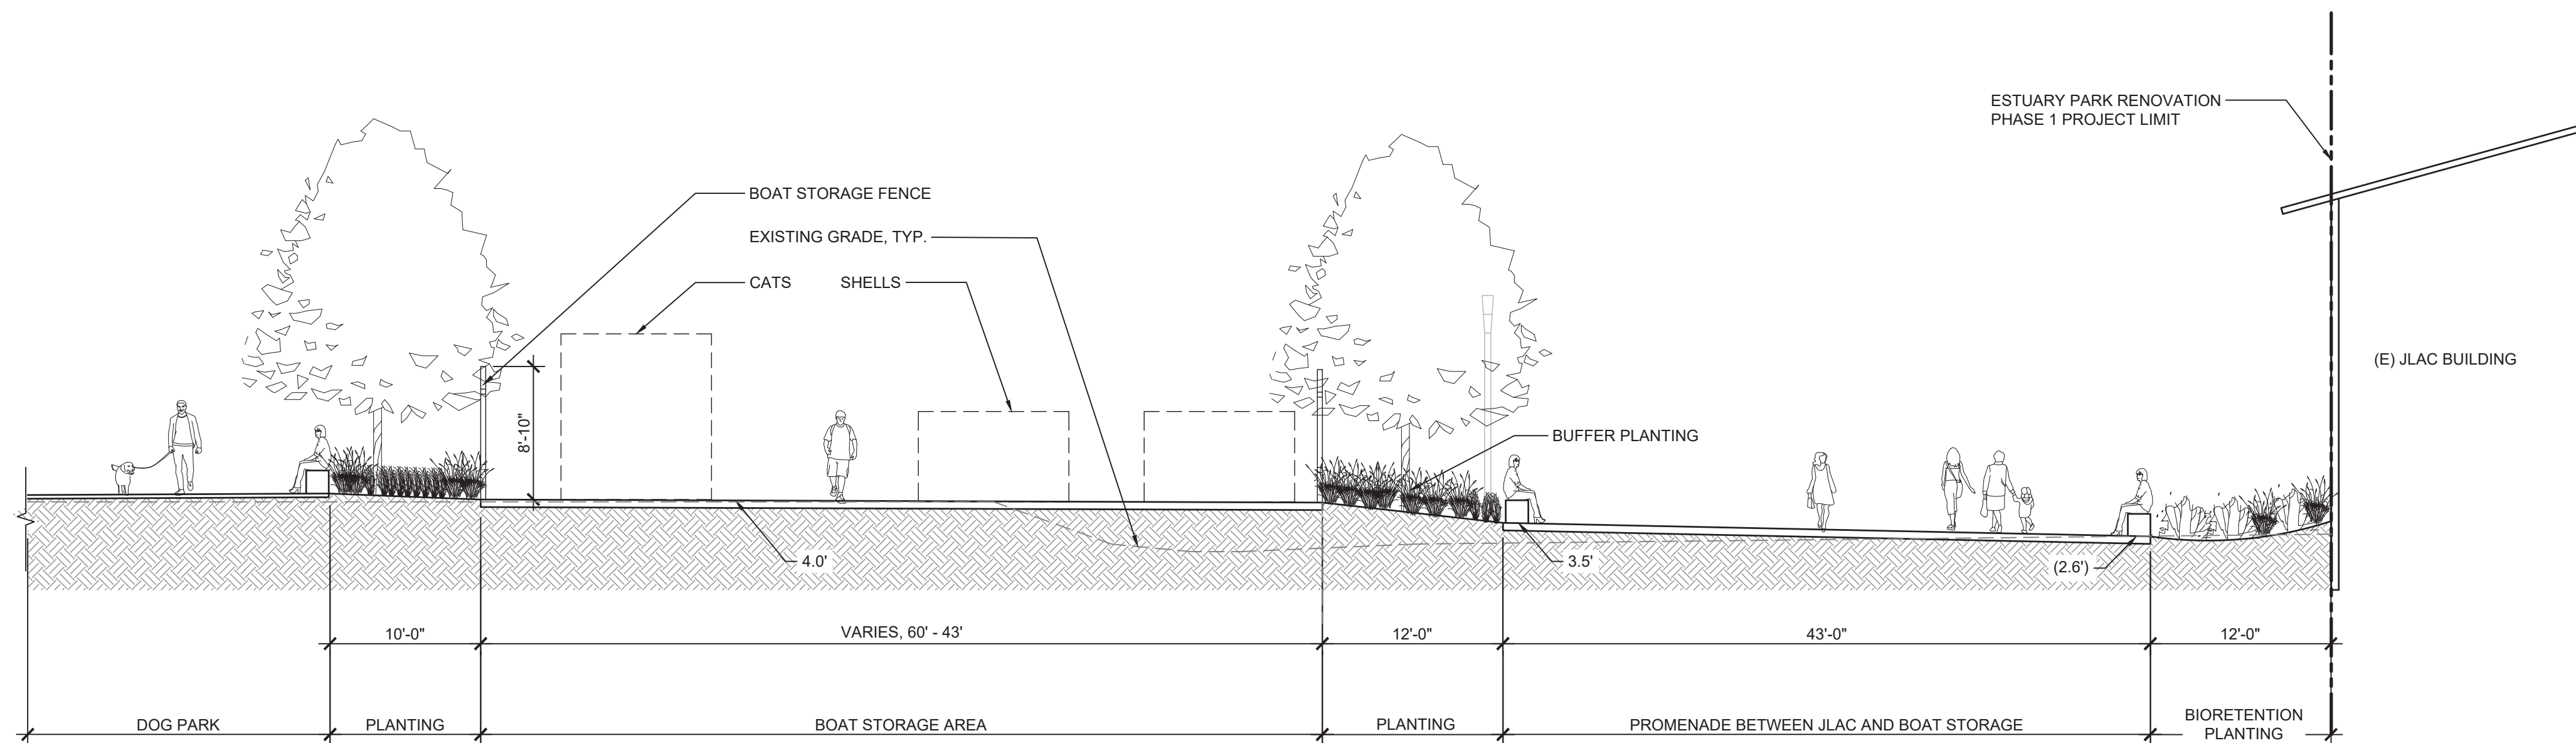 ESTUARY PARK RENOVATION
PHASE 1 PROJECT LIMIT
BOAT STORAGE FENCE
EXISTING GRADE, TYP.
CATS
SHELLS
(E) JLAC BUILDING
8'-10"
BUFFER PLANTING
4.0'
3.5'
(2.6')
10'-0"
VARIES, 60' - 43'
12'-0"
43'-0"
12'-0"
DOG PARK
PLANTING
BOAT STORAGE AREA
PLANTING
PROMENADE BETWEEN JLAC AND BOAT STORAGE
BIORETENTION
PLANTING